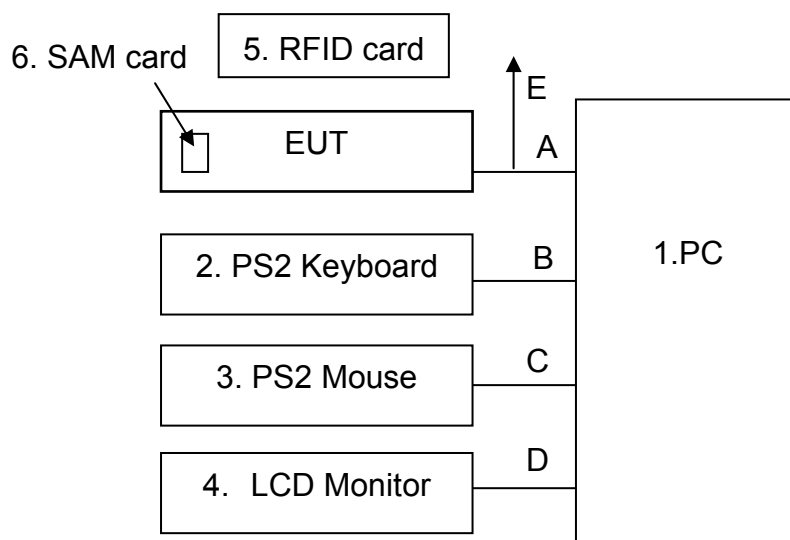 5. RFID card
6. SAM card
E
EUT
A
2. PS2 Keyboard
B
1.PC
3. PS2 Mouse
C
4. LCD Monitor
D